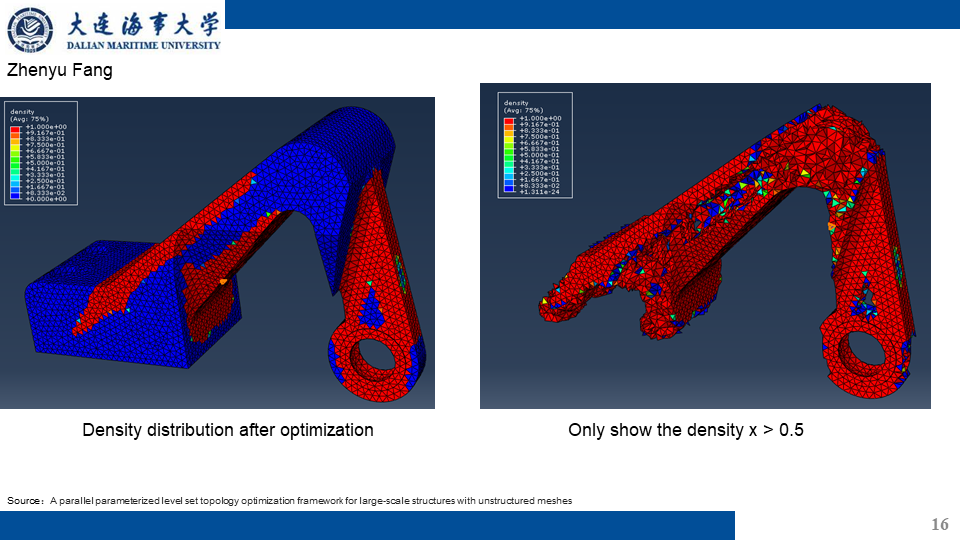 大连海事大学
DALIAN MARITIME UNIVERSITY
Zhenyu Fang
density
(Avg: 75%)
+1.000e+00
+9.167e-01
+8.333e-01
+7.500e-01
+6.667e-01
+5.833e-01
+5.000e-01
+4.167e-01
+3.333e-01
+2.500e-01
+1.667e-01
+8.333e-02
+0.000e+00
density
(Avg: 75%)
+1.000e+00
+9.167e-01
+8.333e-01
+7.500e-01
+6.667e-01
+5.833e-01
+5.000e-01
+4.167e-01
+3.333e-01
+2.500e-01
+1.667e-01
+8.333e-02
+1.311e-24
Density distribution after optimization
Only show the density x > 0.5
Source：A parallel parameterized level set topology optimization framework for large-scale structures with unstructured meshes
16